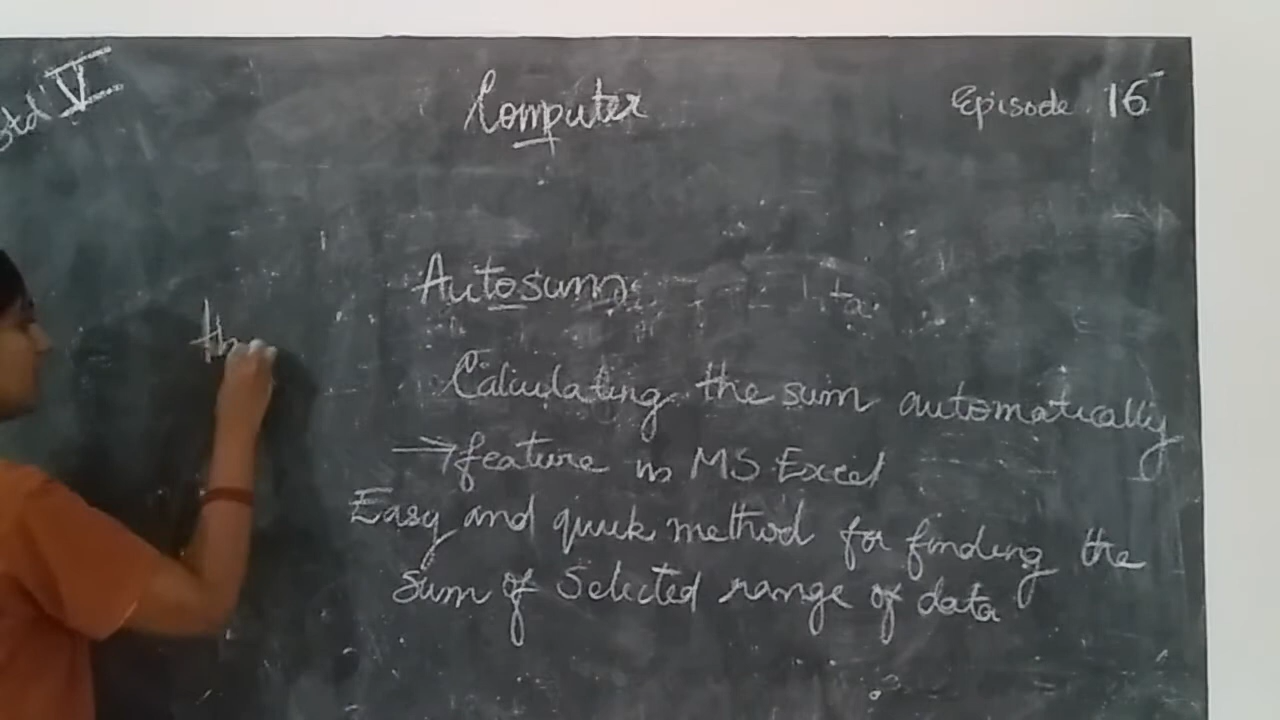 Std V
Computer
Episode 16
Autosum
Calculating the sum automatically
→ feature in MS Excel
Easy and quick method for finding the
sum of Selected range of data